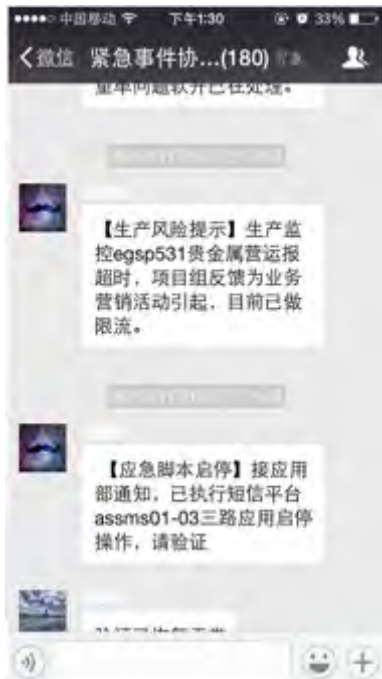 中国移动 下午1:30 33%
微信 紧急事件协...(180)
【生产风险提示】生产监
控egsp531贵金属营运报
超时，项目组反馈为业务
营销活动引起，目前已做
限流。
【应急脚本启停】接应用
部通知，已执行短信平台
assms01-03三路应用启停
操作，请验证